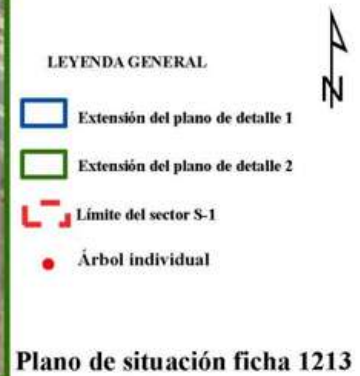 N
LEYENDA GENERAL
Extensión del plano de detalle 1
Extensión del plano de detalle 2
Límite del sector S-1
Árbol individual
Plano de situación ficha 1213